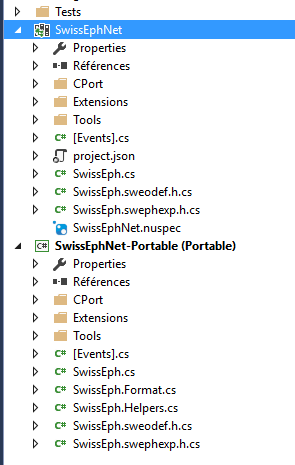 Tests
SwissEphNet
Properties
Références
CPort
Extensions
Tools
[Events].cs
project.json
SwissEph.cs
SwissEph.sweodef.h.cs
SwissEph.swephexp.h.cs
SwissEphNet.nuspec
C# SwissEphNet-Portable (Portable)
Properties
Références
CPort
Extensions
Tools
C# [Events].cs
C# SwissEph.cs
C# SwissEph.Format.cs
C# SwissEph.Helpers.cs
C# SwissEph.sweodef.h.cs
C# SwissEph.swephexp.h.cs